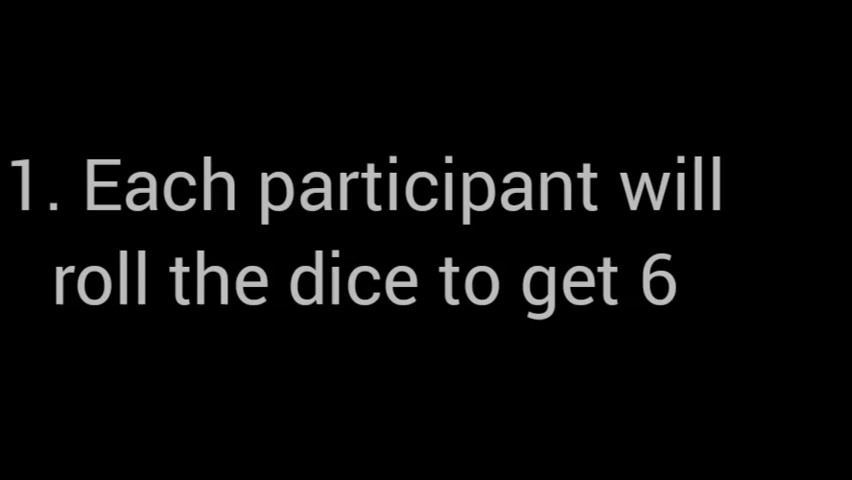 1. Each participant will
roll the dice to get 6